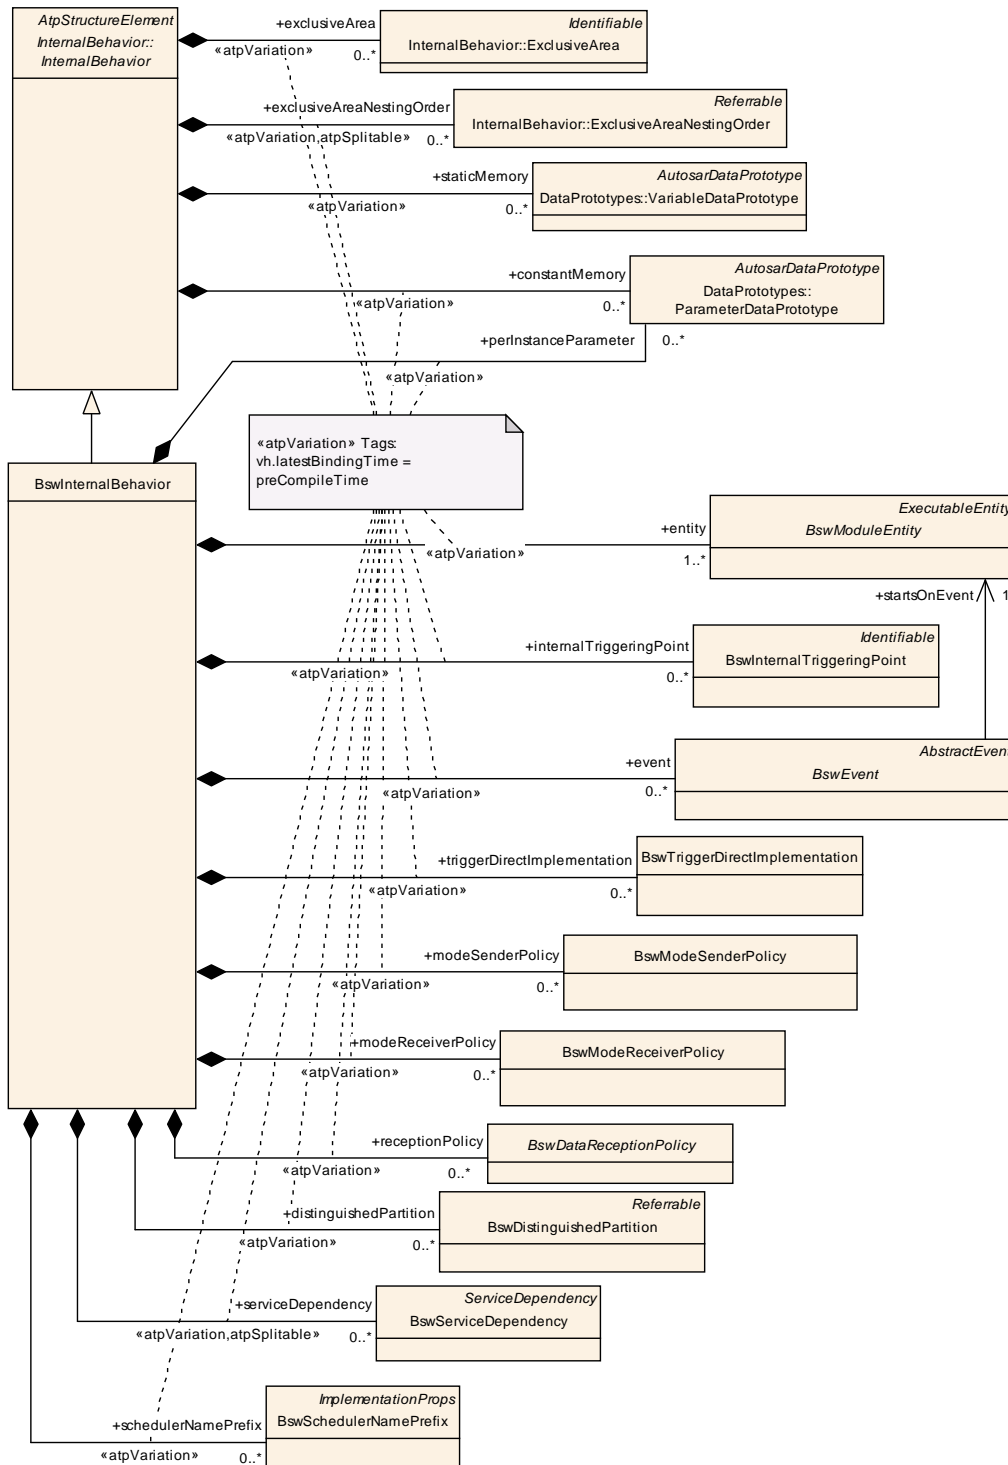 AtpStructureElement
InternalBehavior::
InternalBehavior
+exclusiveArea
«atpVariation»
0..*
Identifiable
InternalBehavior::ExclusiveArea
+exclusiveAreaNestingOrder
«atpVariation,atpSplitable»
0..*
Referrable
InternalBehavior::ExclusiveAreaNestingOrder
+staticMemory
«atpVariation»
0..*
AutosarDataPrototype
DataPrototypes::VariableDataPrototype
+constantMemory
«atpVariation»
0..*
AutosarDataPrototype
DataPrototypes::
ParameterDataPrototype
+perInstanceParameter
0..*
«atpVariation»
«atpVariation» Tags:
vh.latestBindingTime =
preCompileTime
BswInternalBehavior
+entity
«atpVariation»
1..*
ExecutableEntity
BswModuleEntity
+startsOnEvent
1
+internalTriggeringPoint
«atpVariation»
0..*
Identifiable
BswInternalTriggeringPoint
+event
«atpVariation»
0..*
AbstractEvent
BswEvent
+triggerDirectImplementation
«atpVariation»
0..*
BswTriggerDirectImplementation
+modeSenderPolicy
«atpVariation»
0..*
BswModeSenderPolicy
+modeReceiverPolicy
«atpVariation»
0..*
BswModeReceiverPolicy
+receptionPolicy
«atpVariation»
0..*
BswDataReceptionPolicy
+distinguishedPartition
«atpVariation»
0..*
Referrable
BswDistinguishedPartition
+serviceDependency
«atpVariation,atpSplitable»
0..*
ServiceDependency
BswServiceDependency
+schedulerNamePrefix
«atpVariation»
0..*
ImplementationProps
BswSchedulerNamePrefix